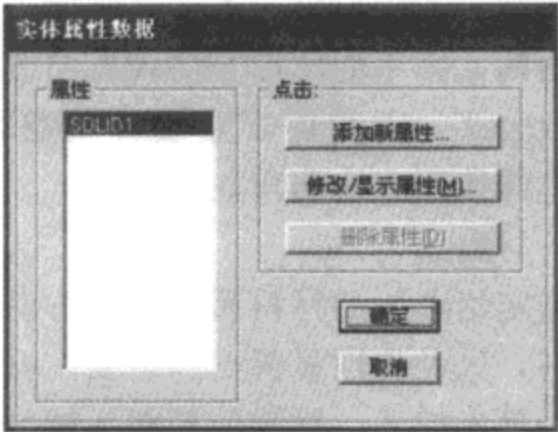 实体属性数据
属性
SOLID1
点击:
添加新属性...
修改/显示属性(M)...
删除属性(D)
确定
取消